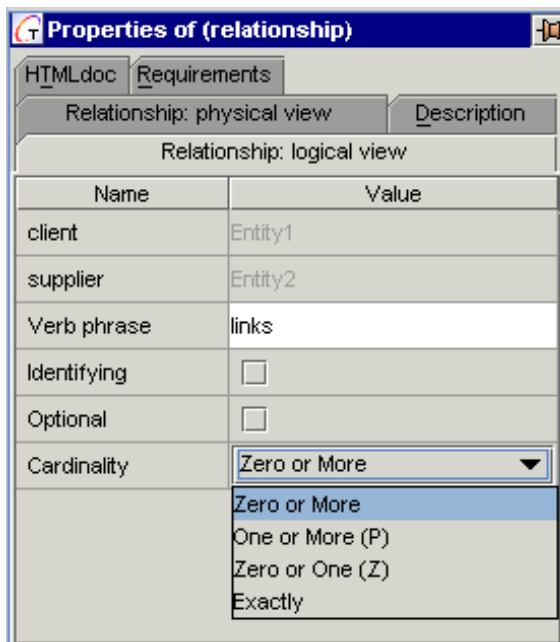 Properties of (relationship)
HTMLdoc Requirements
Relationship: physical view Description
Relationship: logical view
Name Value
client Entity1
supplier Entity2
Verb phrase links
Identifying
Optional
Cardinality Zero or More
Zero or More
One or More (P)
Zero or One (Z)
Exactly